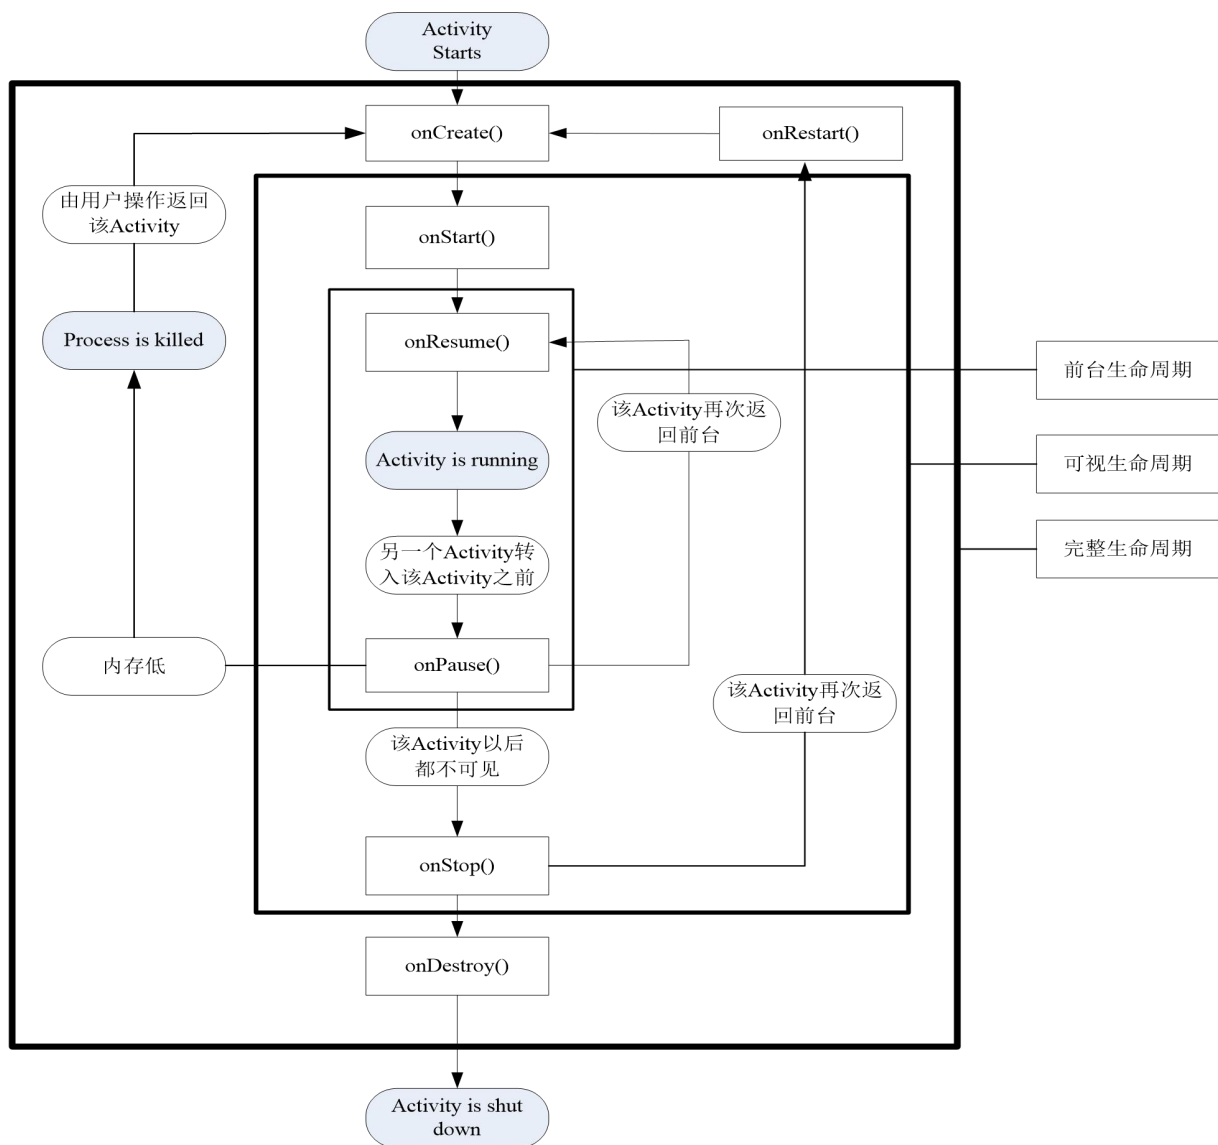 Activity
Starts
onCreate()
onRestart()
由用户操作返回
该Activity
onStart()
Process is killed
onResume()
前台生命周期
该Activity再次返
回前台
Activity is running
可视生命周期
另一个Activity转
入该Activity之前
完整生命周期
内存低
onPause()
该Activity再次返
回前台
该Activity以后
都不可见
onStop()
onDestroy()
Activity is shut
down